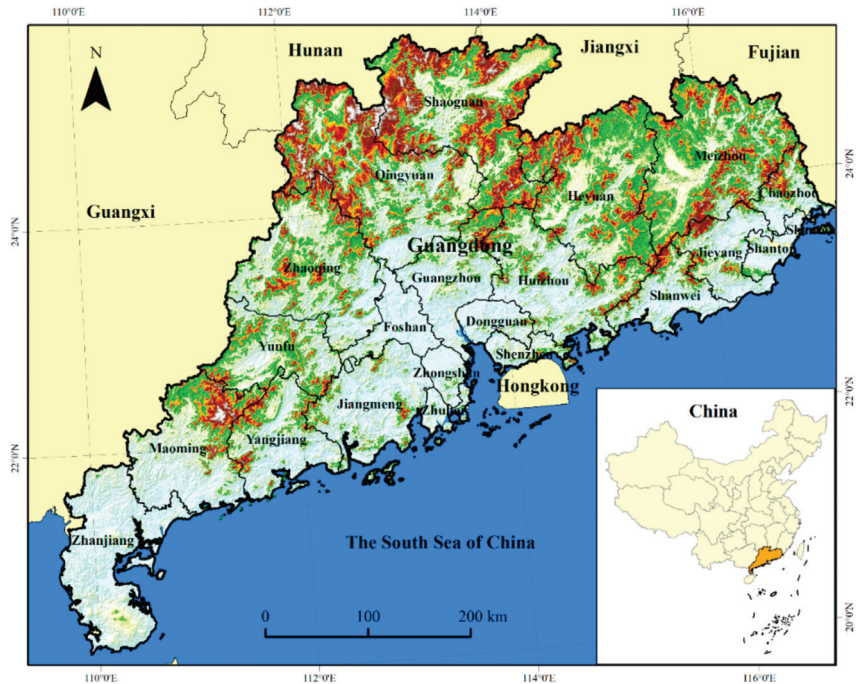 110°0'E 112°0'E 114°0'E 116°0'E
N
Hunan
Jiangxi
Fujian
Shaoguan
Meizhou
24°0'N
Qingyuan
Heyuan
Chaozhou
Guangxi
24°0'N
Guangdong
Jieyang
Shantou
Zhaoqing
Guangzhou
Huizhou
Shanwei
Foshan
Dongguan
Yunfu
Shenzhen
Zhongshan
Hongkong
22°0'N
Jiangmeng
Zhuhai
China
Yangjiang
Maoming
22°0'N
Zhanjiang
The South Sea of China
0 100 200 km
20°0'N
110°0'E 112°0'E 114°0'E 116°0'E